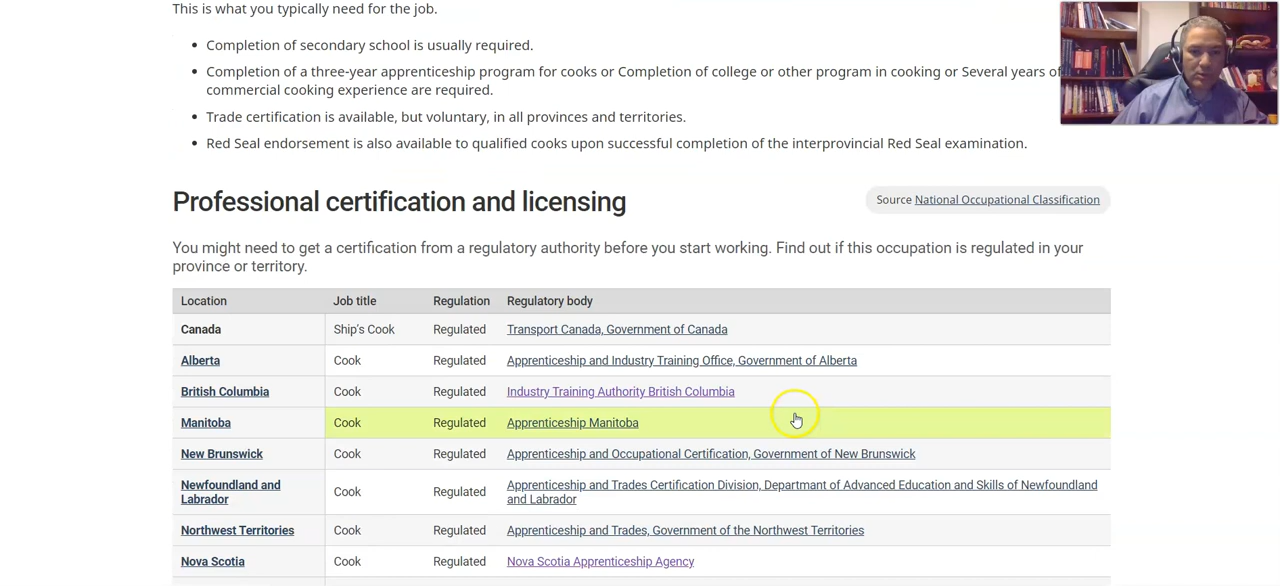 This is what you typically need for the job.
Completion of secondary school is usually required.
Completion of a three-year apprenticeship program for cooks or Completion of college or other program in cooking or Several years of
commercial cooking experience are required.
Trade certification is available, but voluntary, in all provinces and territories.
Red Seal endorsement is also available to qualified cooks upon successful completion of the interprovincial Red Seal examination.
Professional certification and licensing
Source National Occupational Classification
You might need to get a certification from a regulatory authority before you start working. Find out if this occupation is regulated in your
province or territory.
Location Job title Regulation Regulatory body
Canada Ship's Cook Regulated Transport Canada, Government of Canada
Alberta Cook Regulated Apprenticeship and Industry Training Office, Government of Alberta
British Columbia Cook Regulated Industry Training Authority British Columbia
Manitoba Cook Regulated Apprenticeship Manitoba
New Brunswick Cook Regulated Apprenticeship and Occupational Certification, Government of New Brunswick
Newfoundland and Labrador Cook Regulated Apprenticeship and Trades Certification Division, Departmant of Advanced Education and Skills of Newfoundland
and Labrador
Northwest Territories Cook Regulated Apprenticeship and Trades, Government of the Northwest Territories
Nova Scotia Cook Regulated Nova Scotia Apprenticeship Agency